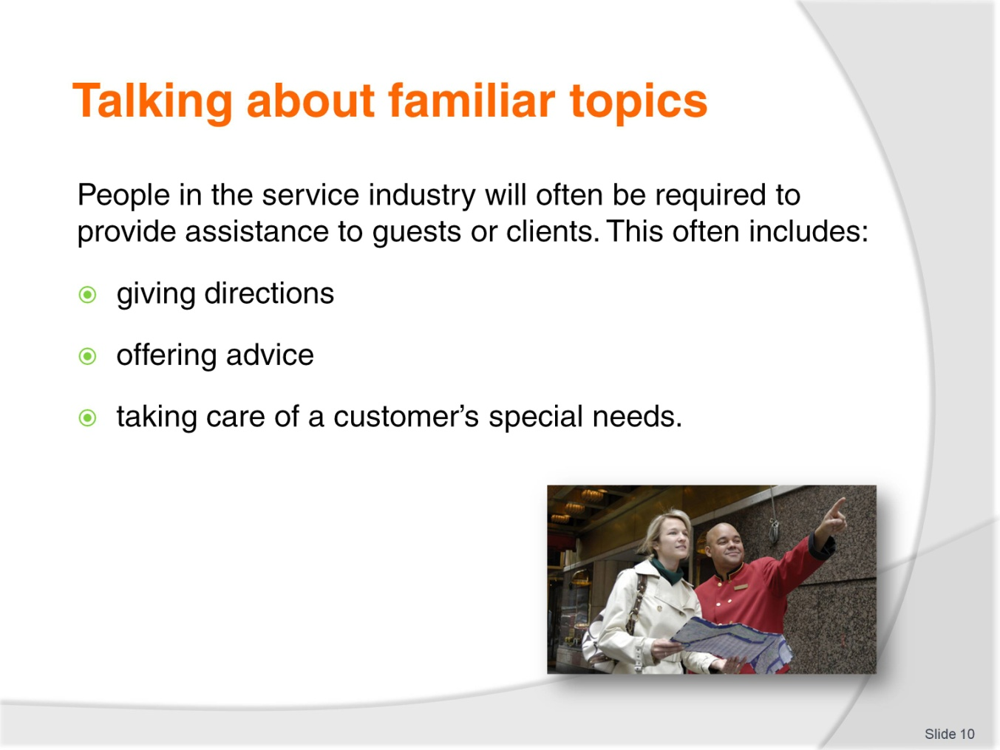 Talking about familiar topics
People in the service industry will often be required to
provide assistance to guests or clients. This often includes:
giving directions
offering advice
taking care of a customer’s special needs.
Slide 10